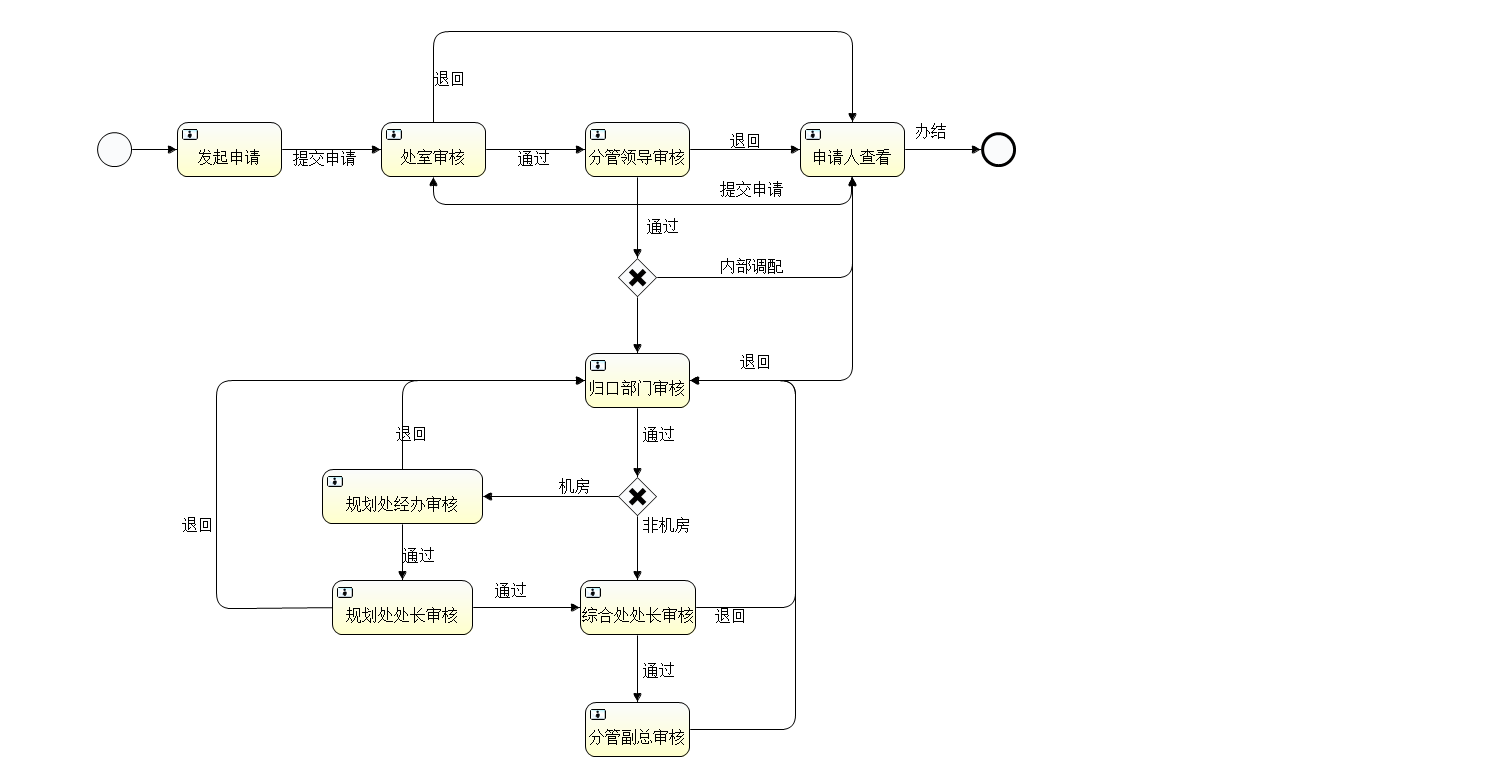 退回
办结
发起申请
提交申请
处室审核
通过
分管领导审核
退回
申请人查看
提交申请
通过
内部调配
退回
归口部门审核
退回
通过
机房
规划处经办审核
退回
非机房
通过
通过
规划处处长审核
综合处处长审核
退回
通过
分管副总审核